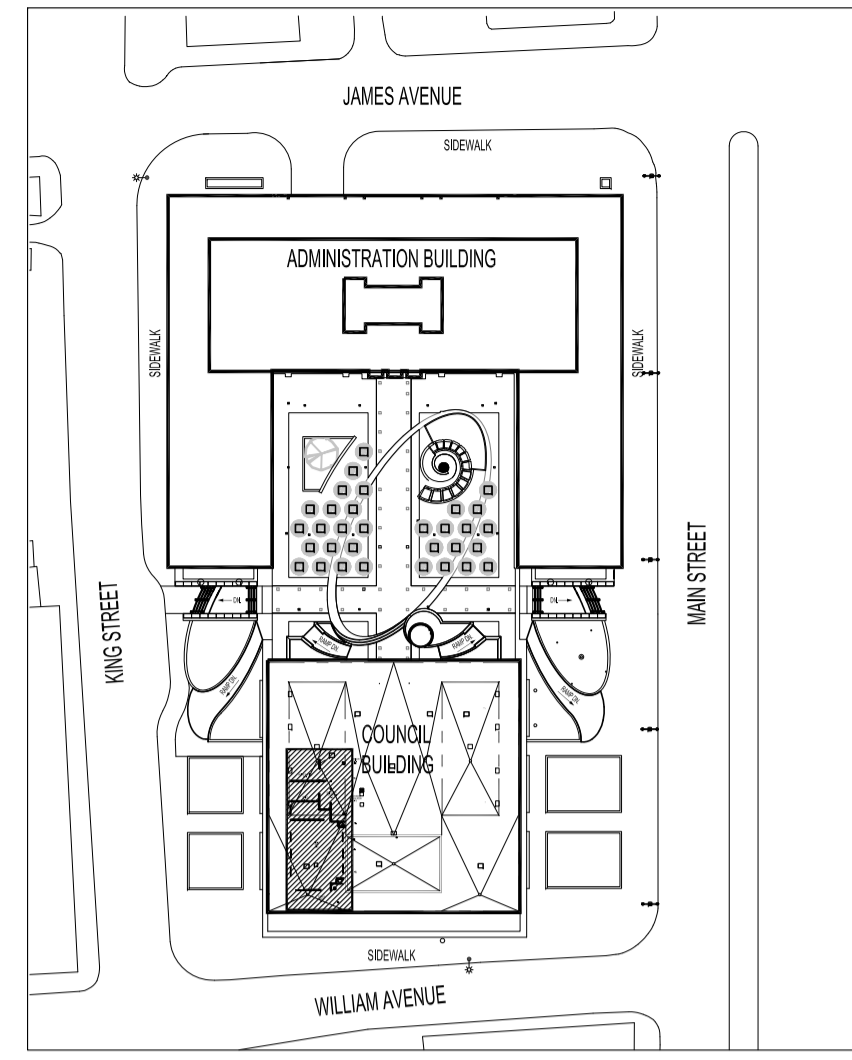 JAMES AVENUE
SIDEWALK
ADMINISTRATION BUILDING
SIDEWALK
SIDEWALK
MAIN STREET
KING STREET
DN.
DN.
RAMP DN.
RAMP DN.
RAMP DN.
RAMP DN.
COUNCIL
BUILDING
SIDEWALK
WILLIAM AVENUE